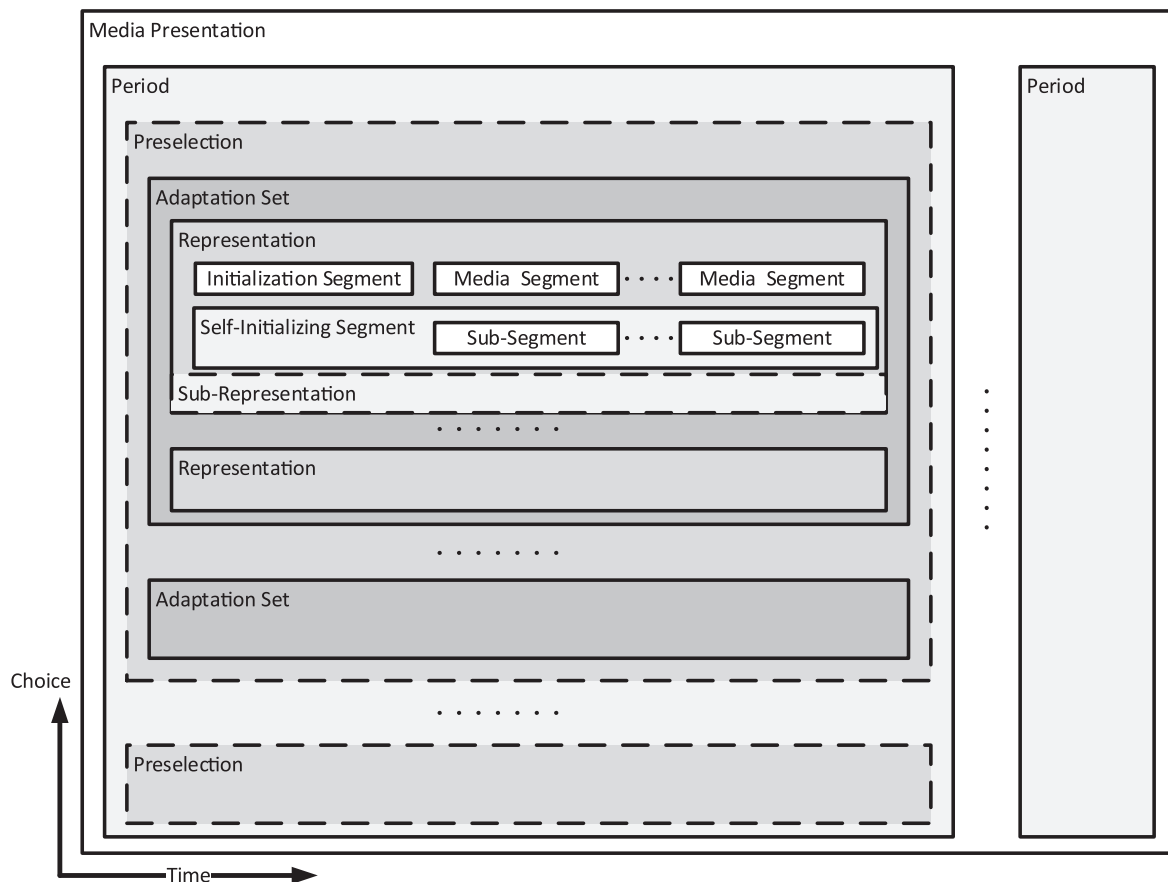 Media Presentation
Period
Period
Preselection
Adaptation Set
Representation
Initialization Segment
Media Segment
· · · ·
Media Segment
Self-Initializing Segment
Sub-Segment
· · · ·
Sub-Segment
Sub-Representation
· · · · · · ·
Representation
· · · · · · ·
Adaptation Set
Choice
· · · · · · ·
Preselection
Time